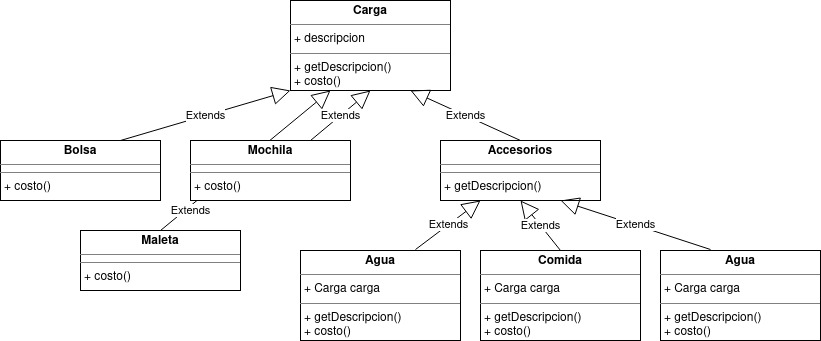 Carga
+ descripcion
+ getDescripcion()
+ costo()
Extends
Extends
Extends
Bolsa
+ costo()
Mochila
+ costo()
Accesorios
+ getDescripcion()
Extends
Maleta
+ costo()
Extends
Extends
Extends
Agua
+ Carga carga
+ getDescripcion()
+ costo()
Comida
+ Carga carga
+ getDescripcion()
+ costo()
Agua
+ Carga carga
+ getDescripcion()
+ costo()